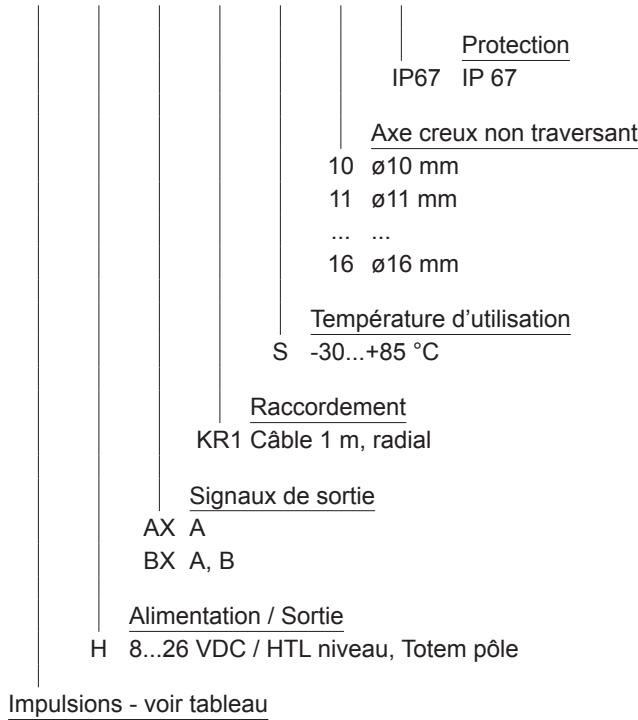 Protection
IP67 IP 67
Axe creux non traversant
10 ø10 mm
11 ø11 mm
... ...
16 ø16 mm
Température d'utilisation
S -30...+85 °C
Raccordement
KR1 Câble 1 m, radial
Signaux de sortie
AX A
BX A, B
Alimentation / Sortie
H 8...26 VDC / HTL niveau, Totem pôle
Impulsions - voir tableau